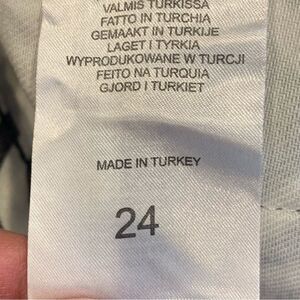 VALMIS TURKISSA
FATTO IN TURCHIA
GEMAAKT IN TURKIJE
LAGET I TYRKIA
WYPRODUKOWANE W TURCJI
FEITO NA TURQUIA
GJORD I TURKIET
MADE IN TURKEY
24